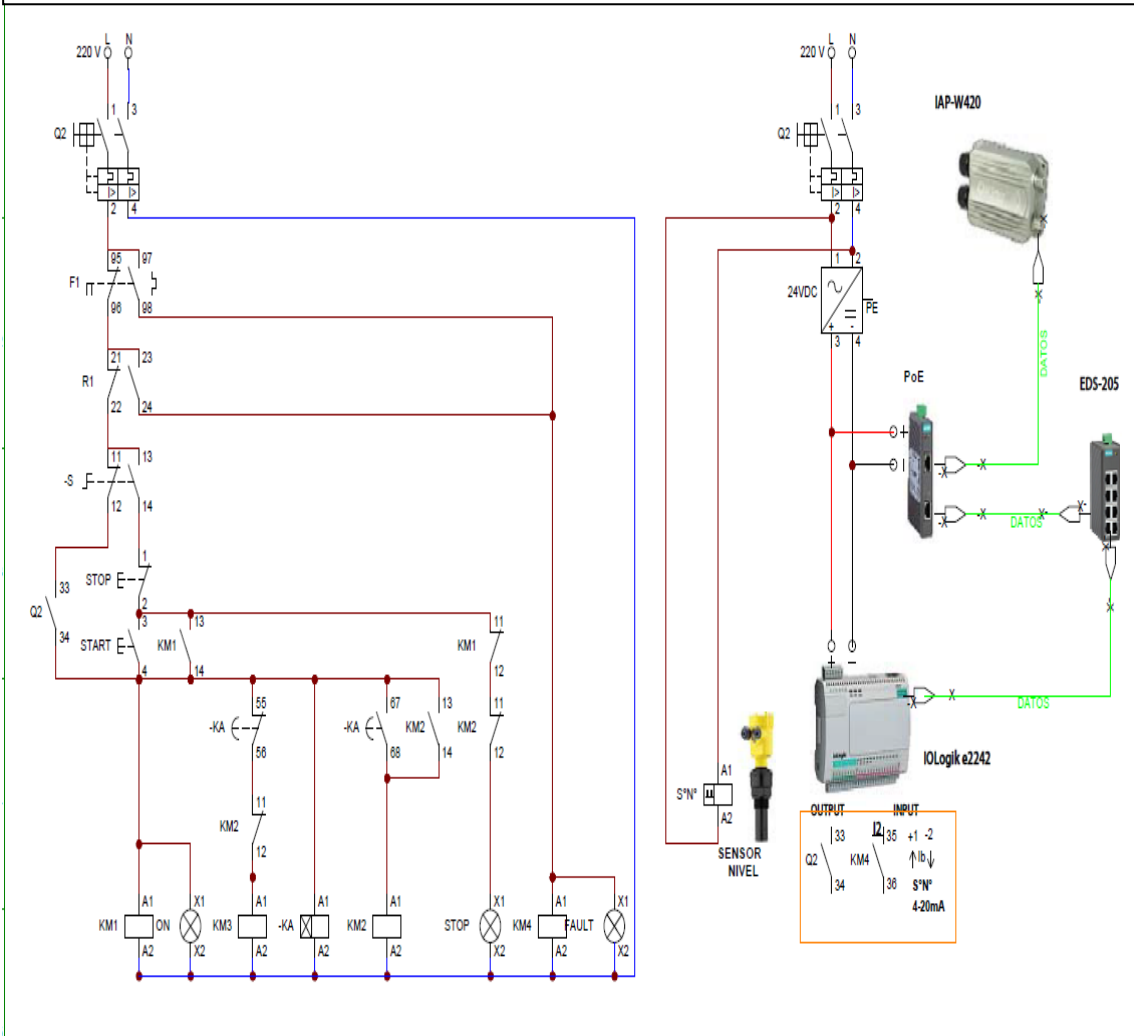 L N
220 V
1 3
Q2
I> I>
2 4
95 97
F1
96 98
21 23
R1
22 24
11 13
-S
12 14
1
STOP
2
33
Q2
34
3
START
4
13
KM1
14
11
KM1
12
55
-KA
56
67
-KA
68
13
KM2
14
11
KM2
12
11
KM2
12
A1
KM1
A2
X1
ON
X2
A1
KM3
A2
A1
-KA
A2
A1
KM2
A2
X1
STOP
X2
A1
KM4
A2
X1
FAULT
X2
L N
220 V
1 3
Q2
I> I>
2 4
1 2
24VDC
PE
+ -
3 4
IAP-W420
DATOS
PoE
+
-X -X
EDS-205
-X -X
DATOS
X- X-
X
X
+ −
-X X
DATOS
IOLogik e2242
A1
S°N°
A2
SENSOR
NIVEL
OUTPUT INPUT
33
Q2
34
I2
35
KM4
36
+1 -2
Ib
S°N°
4-20mA